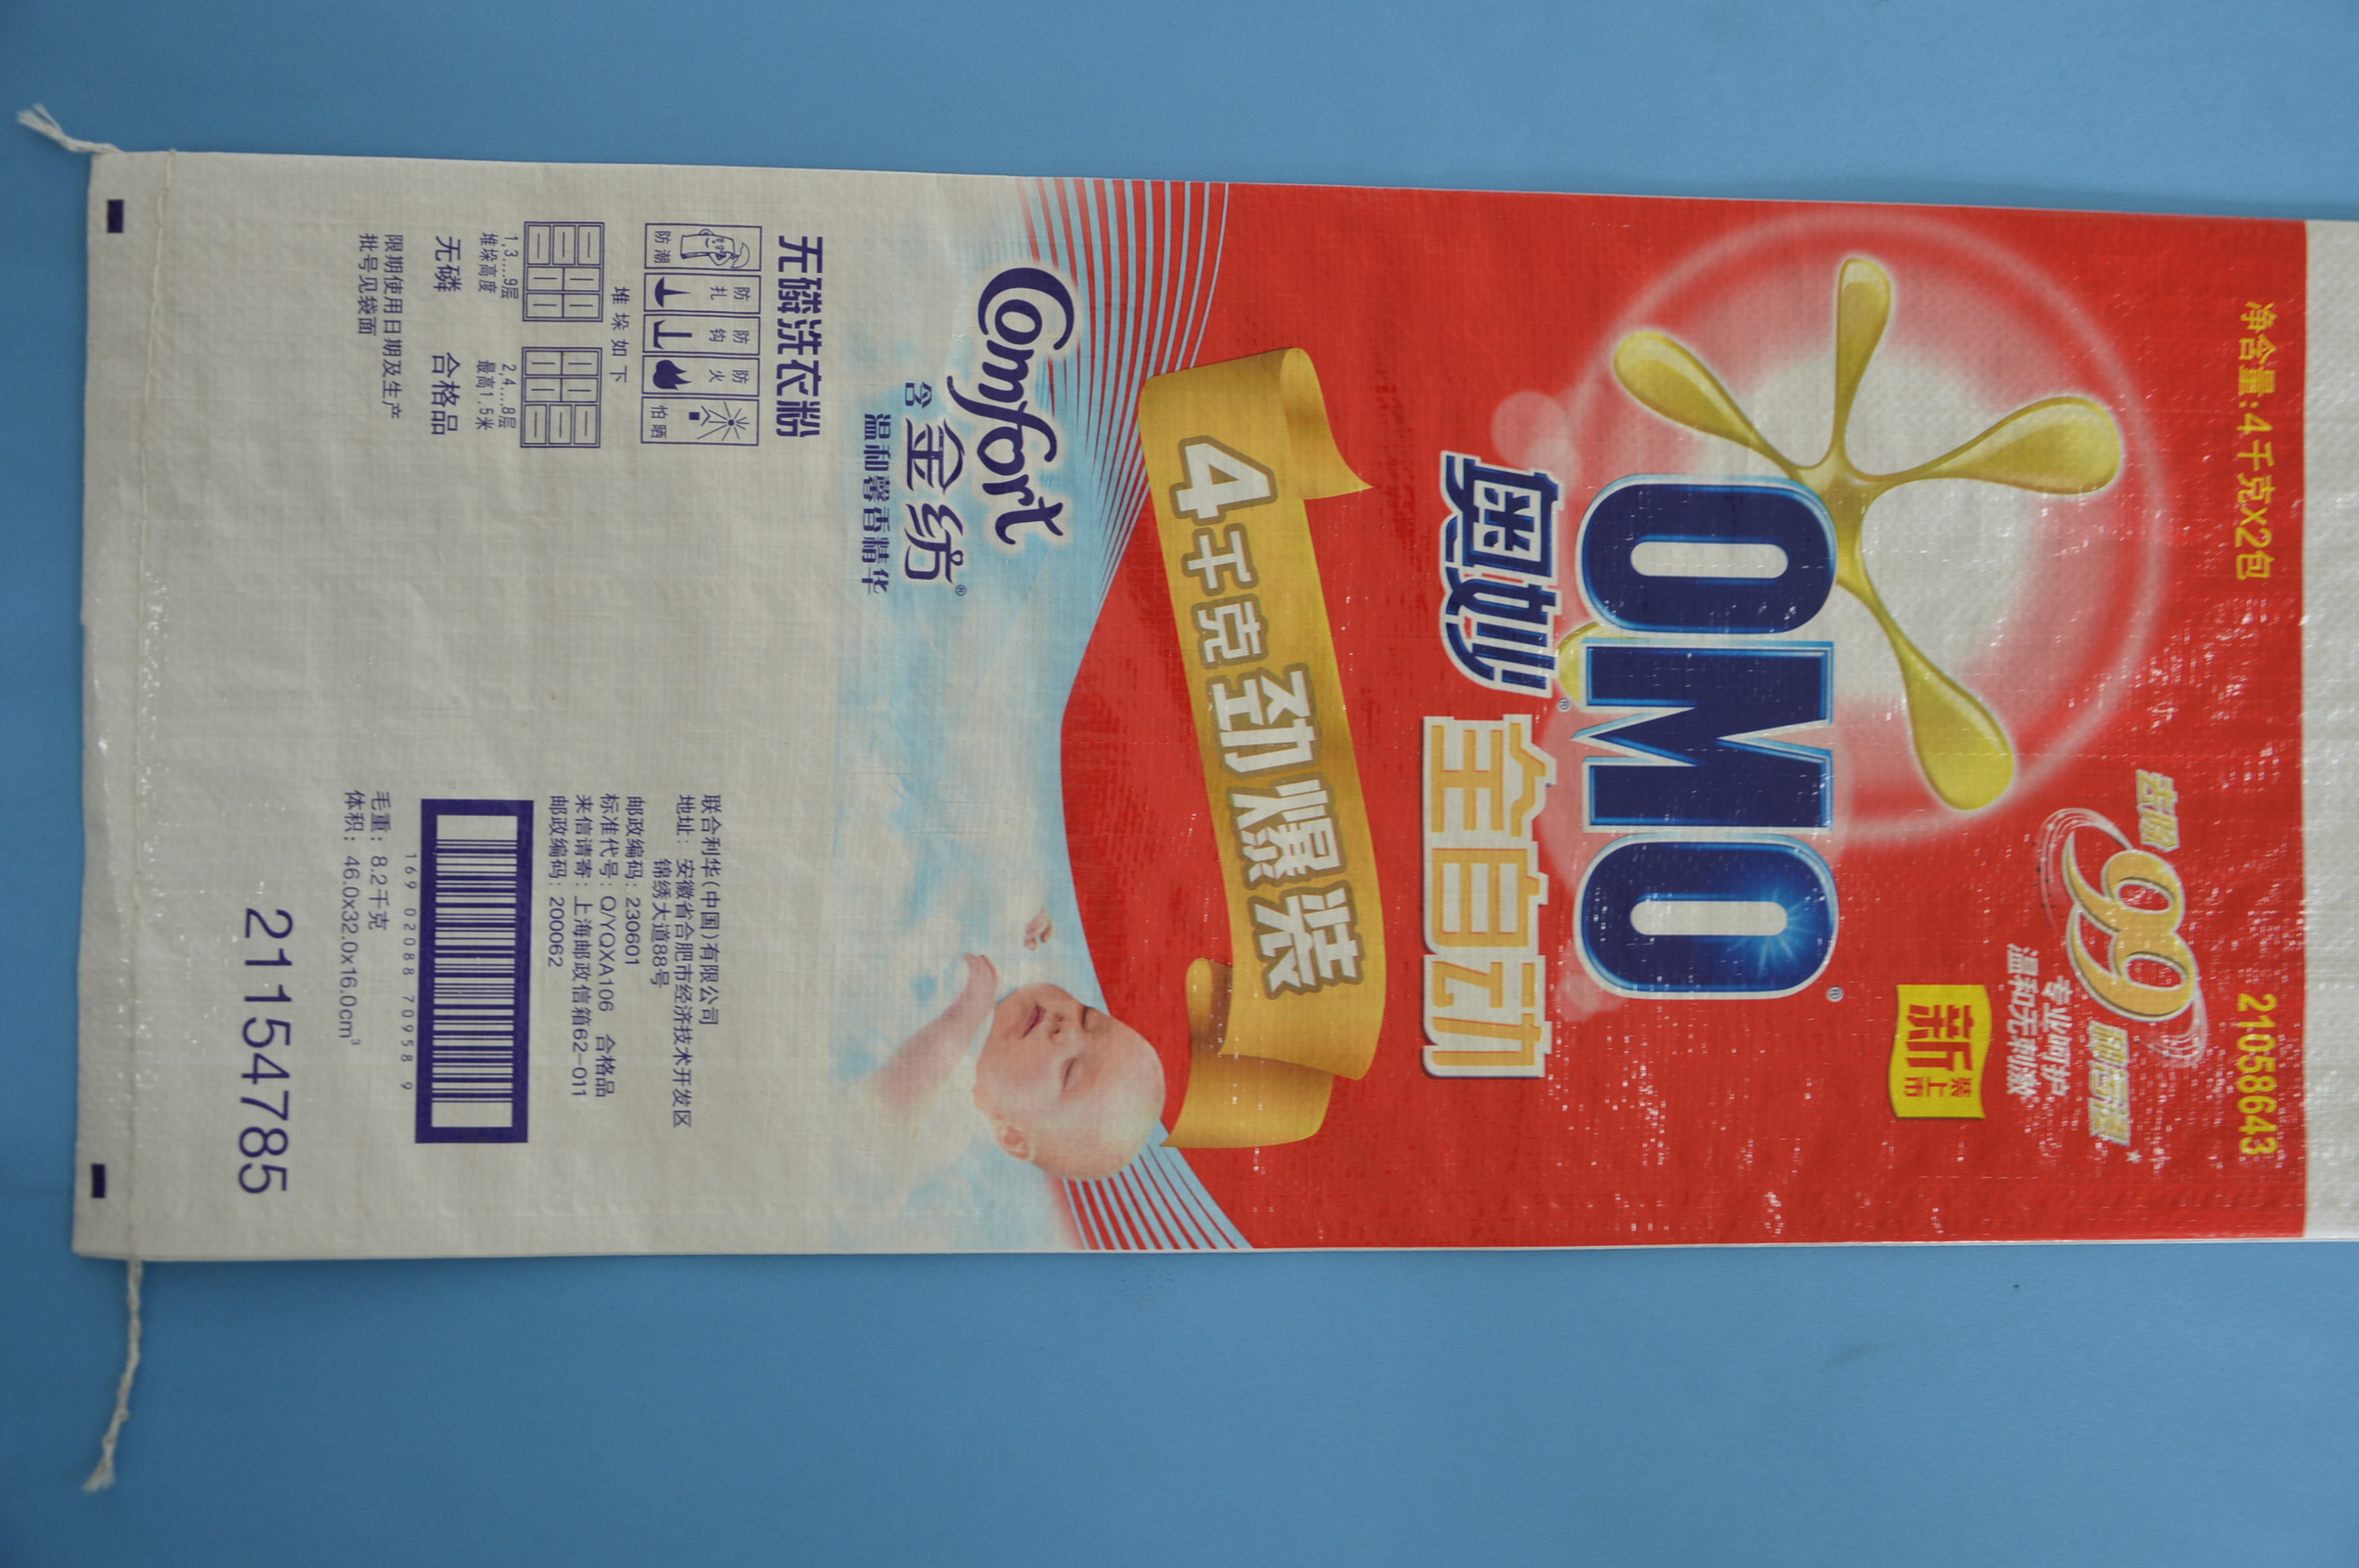 净含量:4千克x2包
21058643
去除99种污渍*
专业呵护
温和无刺激
新
装上市
OMO®
奥妙®
全自动
4千克劲爆装
Comfort
含金纺®
温和馨香精华
无磷洗衣粉
防潮
防扎
防钩
防火
怕晒
堆垛如下
1,3....9层
2,4....8层
堆垛高度
最高1.5米
无磷
合格品
限期使用日期及生产
批号见袋面
联合利华(中国)有限公司
地址: 安徽省合肥市经济技术开发区
锦绣大道88号
邮政编码: 230601
标准代号: Q/YQXA106 合格品
来信请寄: 上海邮政信箱62-011
邮政编码: 200062
169 02088 70958 9
毛重: 8.2千克
体积: 46.0x32.0x16.0cm³
21154785